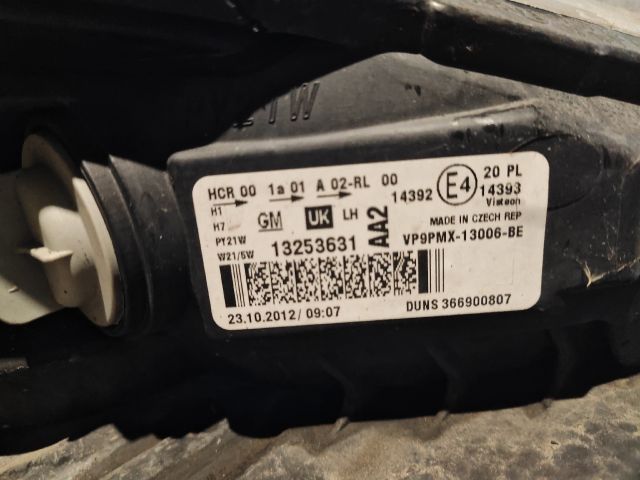 Y21W
HCR 00 1a 01 A 02-RL 00
H1
H7
PY21W
W21/5W
GM UK LH
13253631
AA2
14392 E4 20 PL
14393
Visteon
MADE IN CZECH REP
VP9PMX-13006-BE
23.10.2012/ 09:07
DUNS 366900807